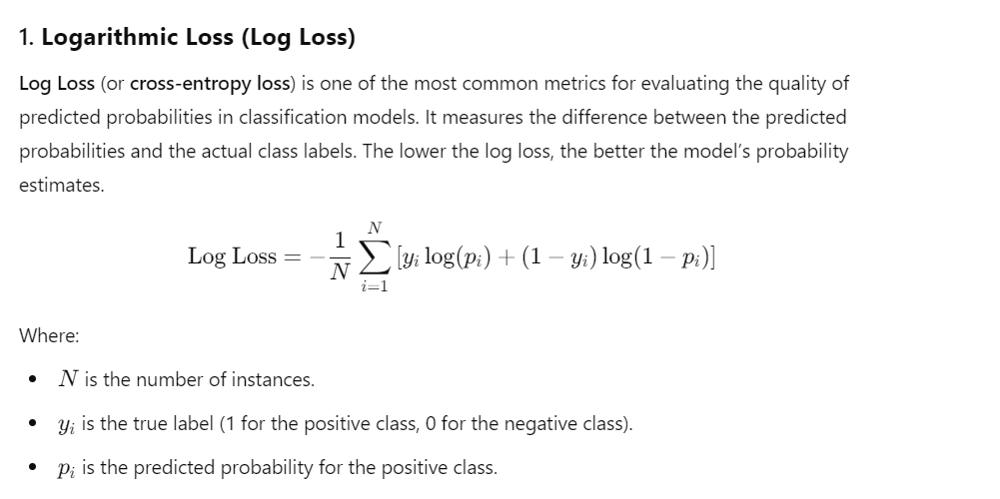 1. Logarithmic Loss (Log Loss)
Log Loss (or cross-entropy loss) is one of the most common metrics for evaluating the quality of
predicted probabilities in classification models. It measures the difference between the predicted
probabilities and the actual class labels. The lower the log loss, the better the model's probability
estimates.
Log Loss = −\frac{1}{N} \sum_{i=1}^{N} [y_i log(p_i) + (1 − y_i) log(1 − p_i)]
Where:
• N is the number of instances.
• y_i is the true label (1 for the positive class, 0 for the negative class).
• p_i is the predicted probability for the positive class.